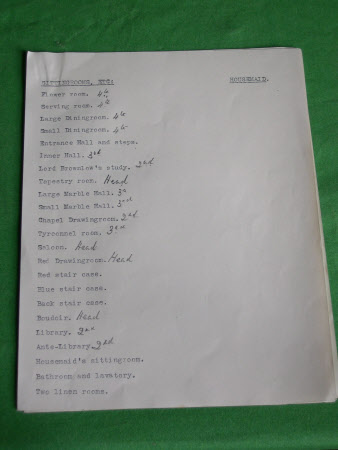 SITTINGROOMS, ETC: HOUSEMAID.
Flower room. 4th
Serving room. 4th
Large Diningroom. 4th
Small Diningroom. 4th
Entrance Hall and steps.
Inner Hall. 3rd
Lord Brownlow's study. 2nd
Tapestry room. Head
Large Marble Hall. 3rd
Small Marble Hall. 3rd
Chapel Drawingroom. 2nd
Tyrconnel room. 3rd
Saloon. Head
Red Drawingroom. Head
Red stair case.
Blue stair case.
Back stair case.
Boudoir. Head
Library. 2nd
Ante-Library. 2nd
Housemaid's sittingroom.
Bathroom and lavatory.
Two linen rooms.